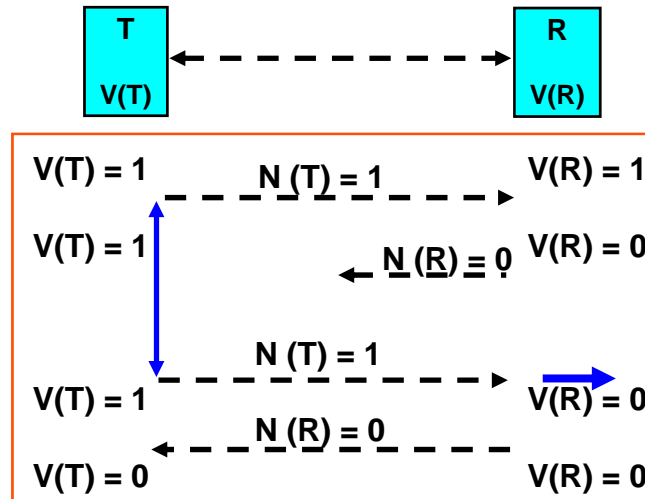 T R
V(T) V(R)
V(T) = 1 N (T) = 1 V(R) = 1
V(T) = 1 N (R) = 0 V(R) = 0
N (T) = 1
V(T) = 1 V(R) = 0
N (R) = 0
V(T) = 0 V(R) = 0